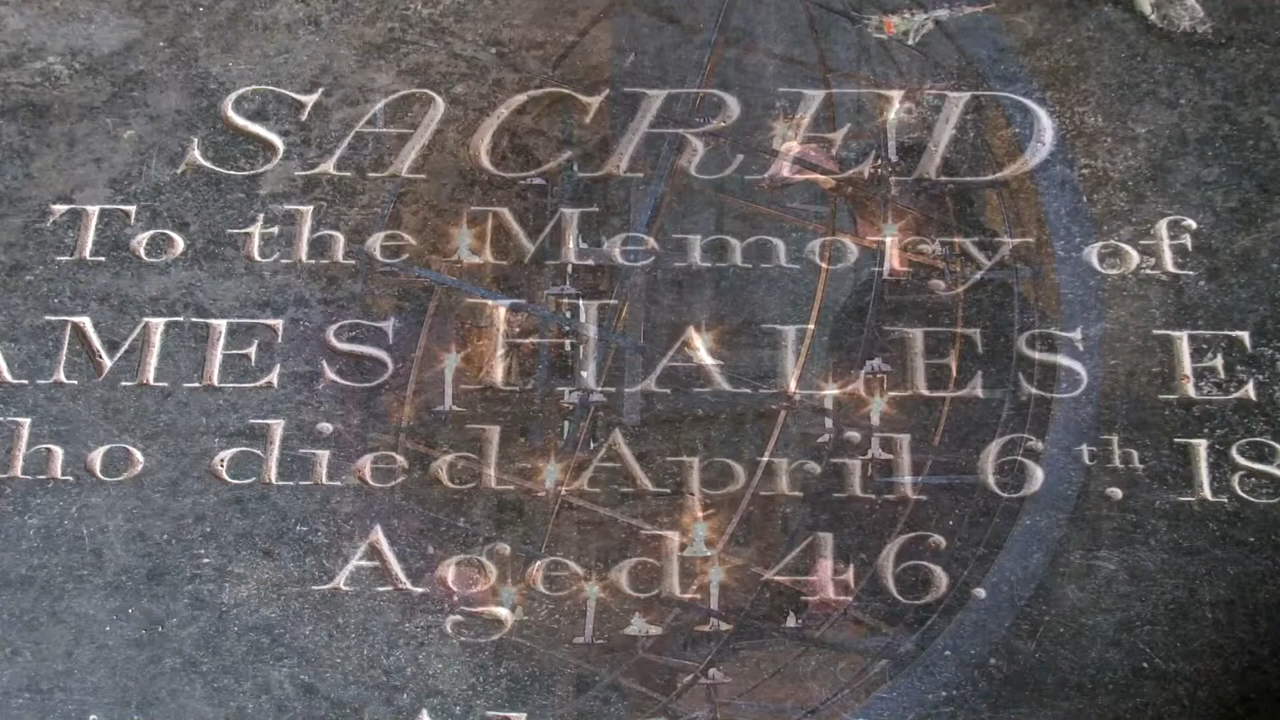 SACRED
To the Memory of
AMES HALES E
ho died April 6th. 18
Aged 46.